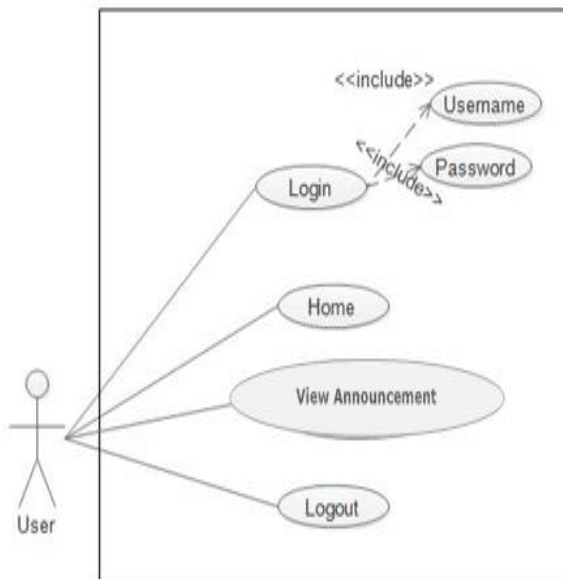 <<include>>
Username
<<include>>
Password
Login
Home
View Announcement
Logout
User